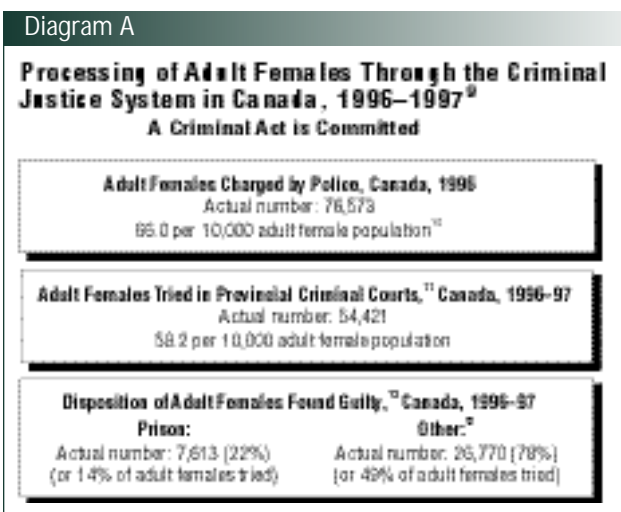 Diagram A
Processing of Adult Females Through the Criminal
Justice System in Canada, 1996–1997
A Criminal Act is Committed
Adult Females Charged by Police, Canada, 1996
Actual number: 76,573
per 10,000 adult female population
Adult Females Tried in Provincial Criminal Courts,¹¹ Canada, 1996–97
Actual number: 54,421
58.2 per 10,000 adult female population
Disposition of Adult Females Found Guilty, Canada, 1996–97
Prison:
Actual number: 7,613 (22%)
(or 14% of adult females tried)
Other:
Actual number: 26,770 (78%)
(or 49% of adult females tried)